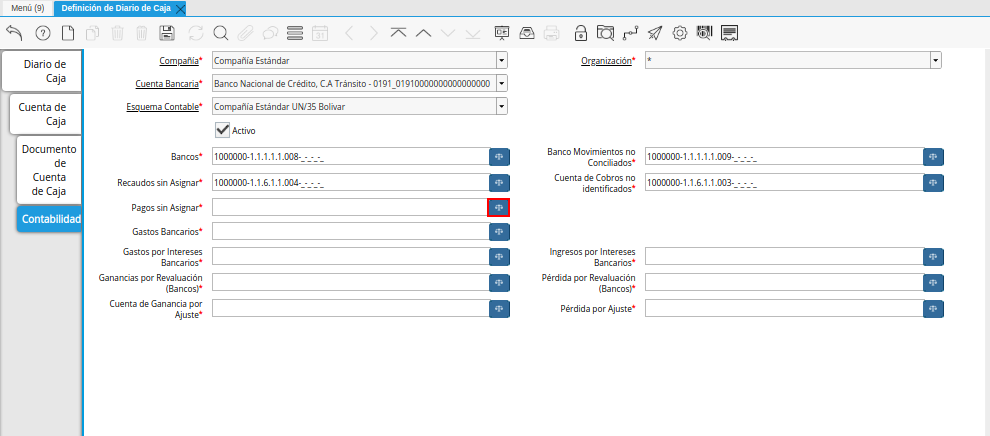 Menú (9)
Definición de Diario de Caja
Diario de
Caja
Cuenta de
Caja
Documento
de
Cuenta
de Caja
Contabilidad
Compañía* Compañía Estándar
Organización* *
Cuenta Bancaria* Banco Nacional de Crédito, C.A Tránsito - 0191_01910000000000000000
Esquema Contable* Compañía Estándar UN/35 Bolivar
Activo
Bancos* 1000000-1.1.1.1.1.008-_-_-_-_
Banco Movimientos no
Conciliados* 1000000-1.1.1.1.1.009-_-_-_-_
Recaudos sin Asignar* 1000000-1.1.6.1.1.004-_-_-_-_
Cuenta de Cobros no
identificados* 1000000-1.1.6.1.1.003-_-_-_-_
Pagos sin Asignar*
Gastos Bancarios*
Gastos por Intereses
Bancarios*
Ingresos por Intereses
Bancarios*
Ganancias por Revaluación
(Bancos)*
Pérdida por Revaluación
(Bancos)*
Cuenta de Ganancia por
Ajuste*
Pérdida por Ajuste*